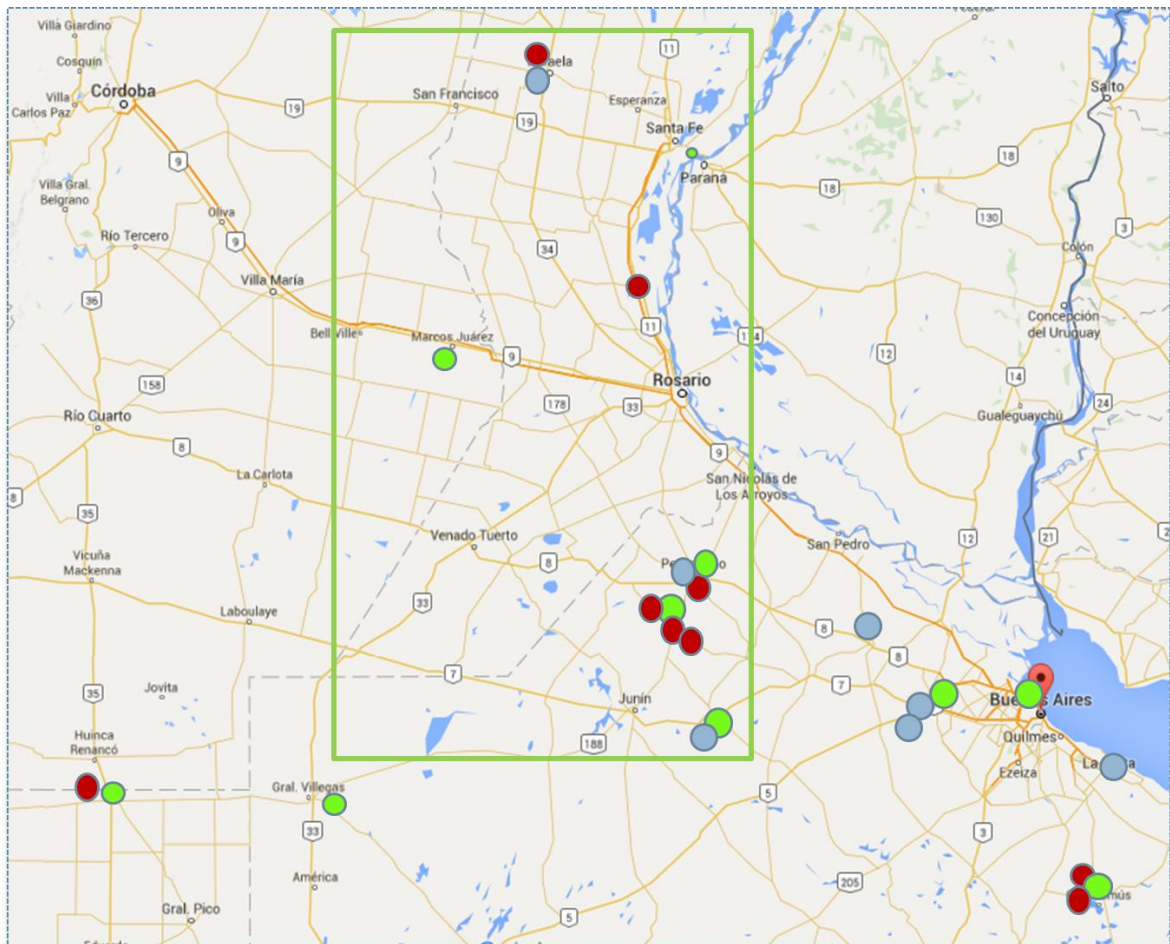 Villa Giardino
Cosquín
Córdoba
Villa
Carlos Paz
19
11
San Francisco
Esperanza
19
Santa Fe
Paraná
Salto
18
18
9
Villa Gral.
Belgrano
Oliva
9
Río Tercero
130
3
34
Colón
Villa María
36
Bell Ville
Marcos Juárez
9
11
Concepción
del Uruguay
12
14
158
Rosario
178
33
24
Gualeguaychú
Río Cuarto
8
La Carlota
9
San Nicolás de
Los Arroyos
8
35
Venado Tuerto
8
San Pedro
12
21
Vicuña
Mackenna
33
Laboulaye
8
8
7
7
35
Jovita
Junín
Buenos Aires
188
Huinca
Renancó
Quilmes
Ezeiza
Gral. Villegas
5
33
3
América
205
Gral. Pico
5